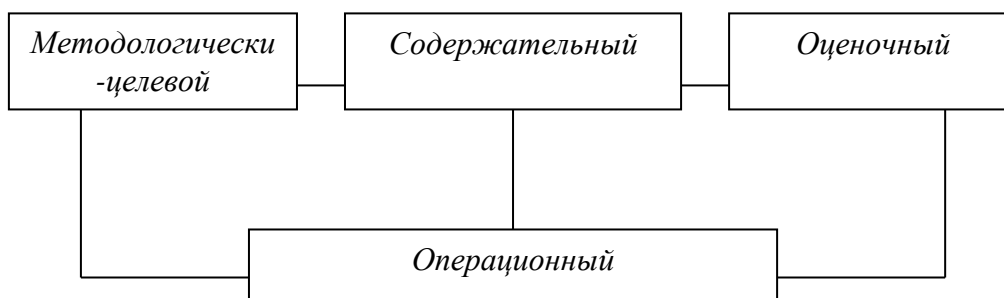 Методологически
-целевой
Содержательный
Оценочный
Операционный